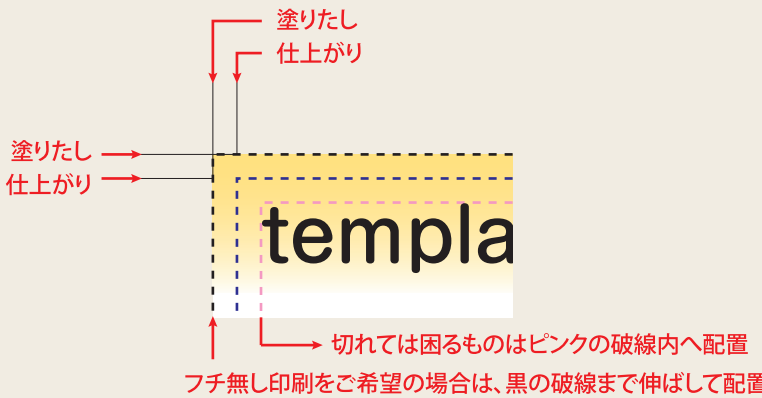 塗りたし
仕上がり
塗りたし
仕上がり
templa
切れては困るものはピンクの破線内へ配置
フチ無し印刷をご希望の場合は、黒の破線まで伸ばして配置